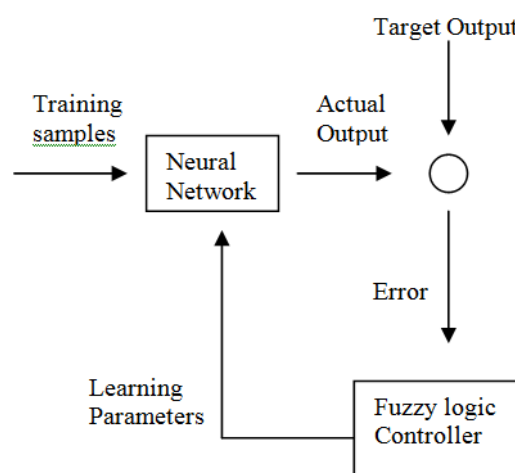 Target Output
Training
samples
Actual
Output
Neural
Network
Error
Learning
Parameters
Fuzzy logic
Controller